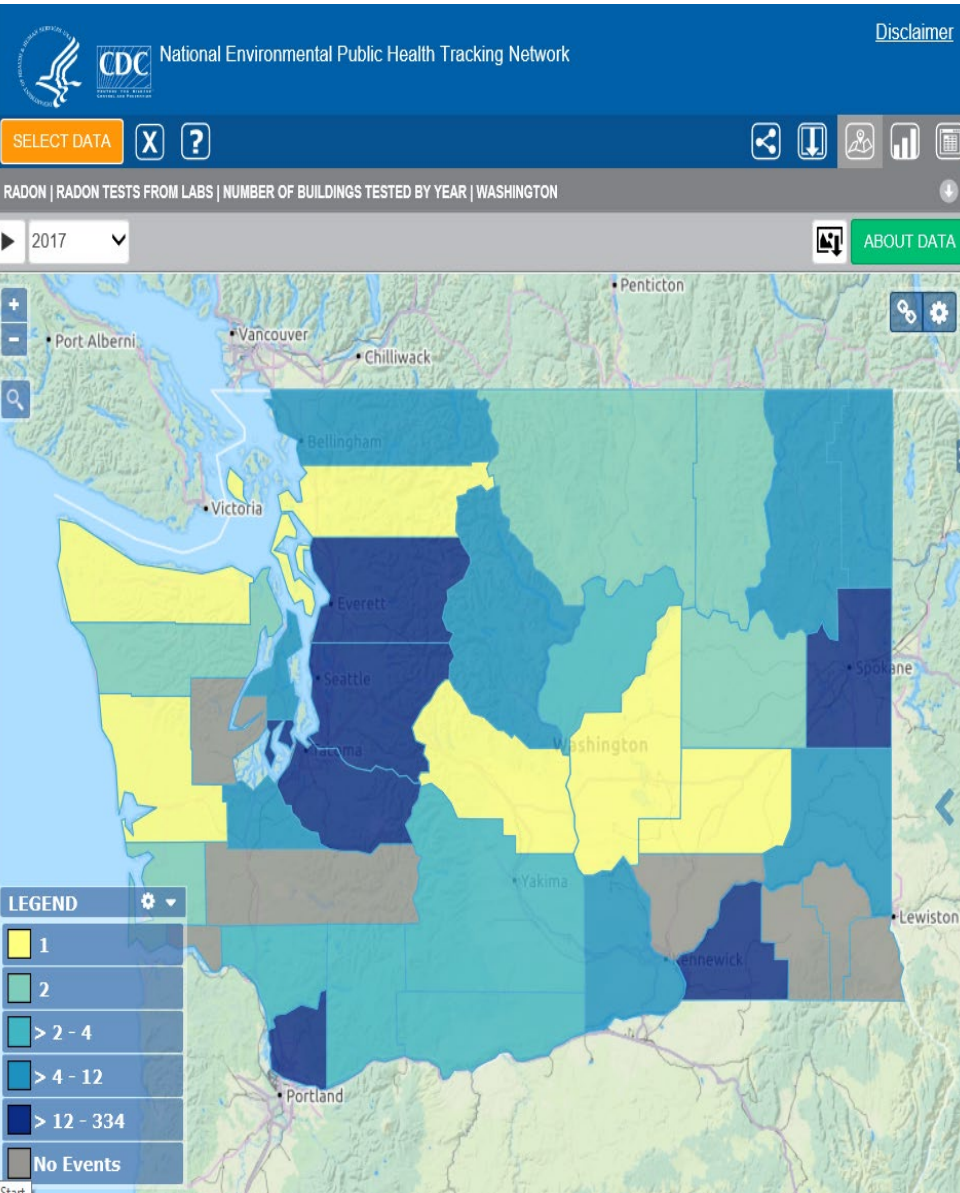 Disclaimer
CDC
National Environmental Public Health Tracking Network
SELECT DATA
X
?
RADON | RADON TESTS FROM LABS | NUMBER OF BUILDINGS TESTED BY YEAR | WASHINGTON
2017
ABOUT DATA
+
-
Penticton
Vancouver
Port Alberni
Chilliwack
Bellingham
Victoria
Everett
Seattle
Spokane
Tacoma
Washington
Yakima
Lewiston
Kennewick
Portland
LEGEND
1
2
> 2 - 4
> 4 - 12
> 12 - 334
No Events